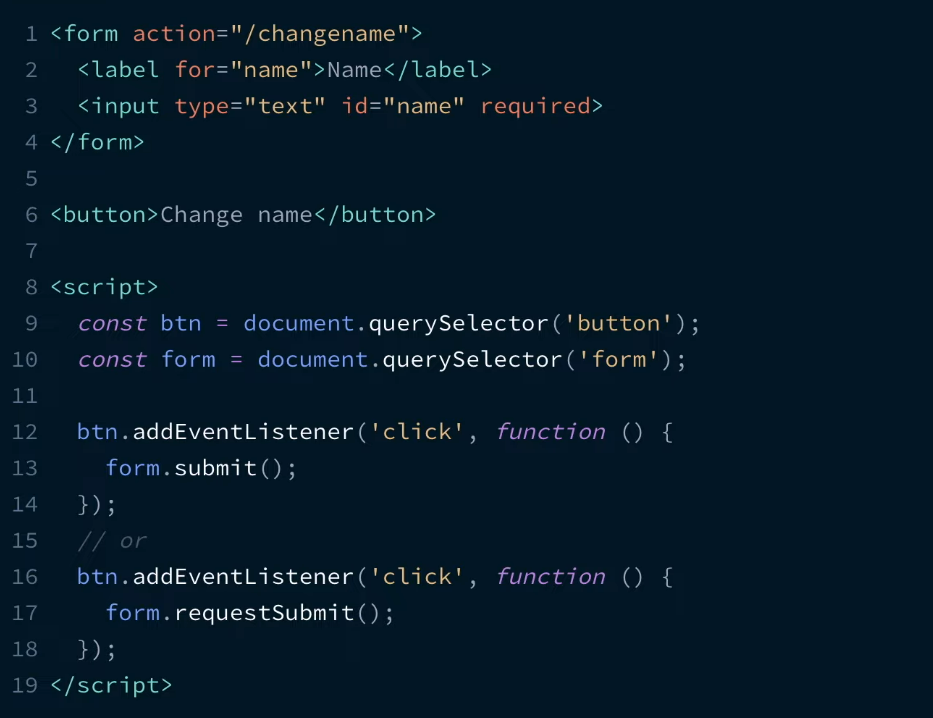 1 <form action="/changename">
2   <label for="name">Name</label>
3   <input type="text" id="name" required>
4 </form>
5
6 <button>Change name</button>
7
8 <script>
9   const btn = document.querySelector('button');
10   const form = document.querySelector('form');
11
12   btn.addEventListener('click', function () {
13     form.submit();
14   });
15   // or
16   btn.addEventListener('click', function () {
17     form.requestSubmit();
18   });
19 </script>